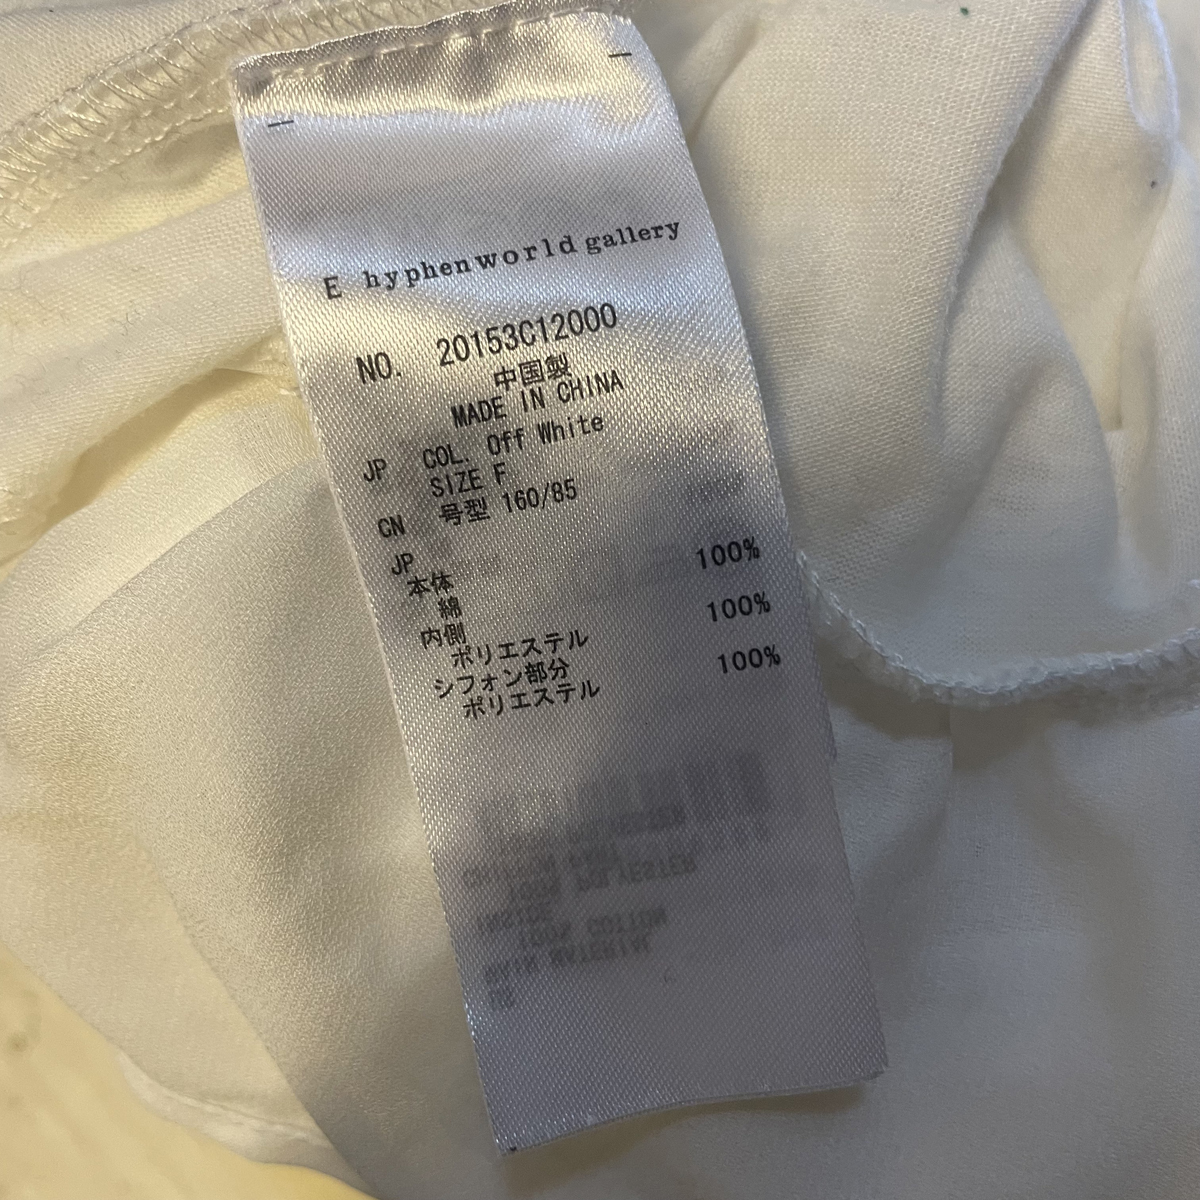 E hyphen world gallery
NO. 20153C12000
中国製
MADE IN CHINA
JP COL. Off White
SIZE F
CN 号型 160/85
JP
本体
綿 100%
内側
ポリエステル 100%
シフォン部分
ポリエステル 100%